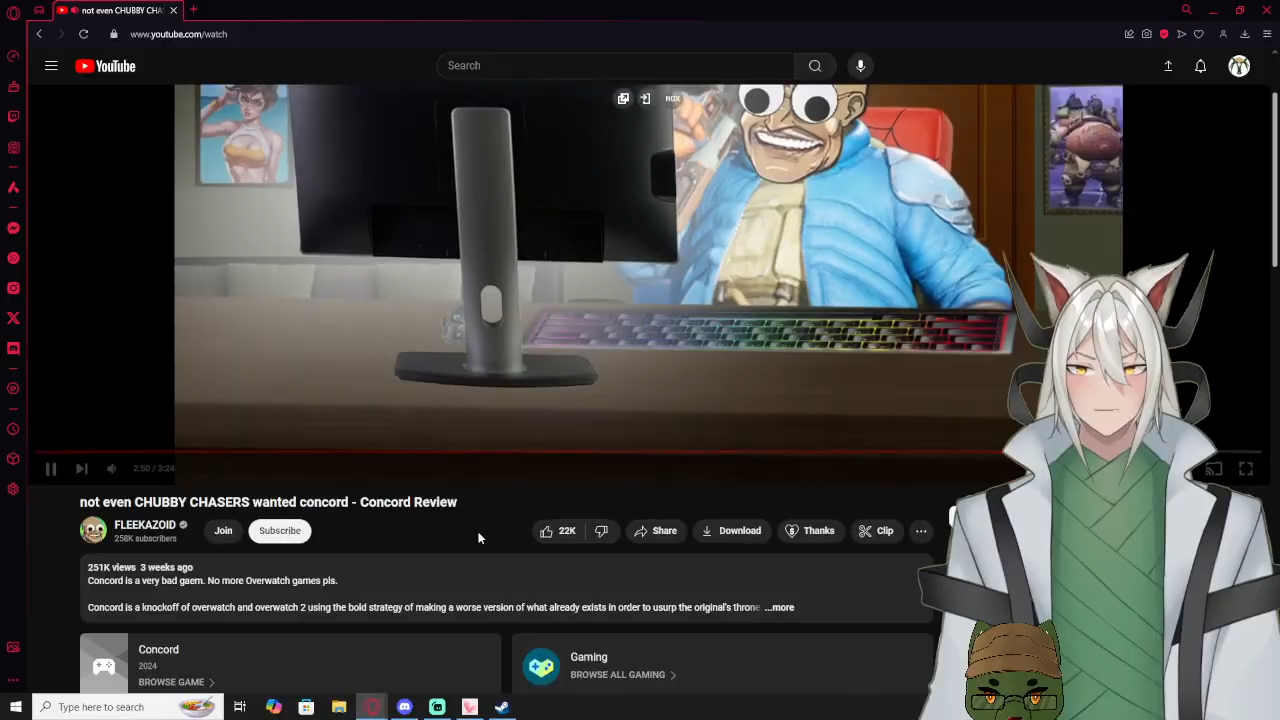 not even CHUBBY CHA
www.youtube.com/watch
YouTube
Search
RGX
2:50 / 3:24
not even CHUBBY CHASERS wanted concord - Concord Review
FLEEKAZOID
258K subscribers
Join
Subscribe
22K
Share
Download
Thanks
Clip
251K views 3 weeks ago
Concord is a very bad gaem. No more Overwatch games pls.
Concord is a knockoff of overwatch and overwatch 2 using the bold strategy of making a worse version of what already exists in order to usurp the original's throne ...more
Concord
2024
BROWSE GAME
Gaming
BROWSE ALL GAMING
Type here to search